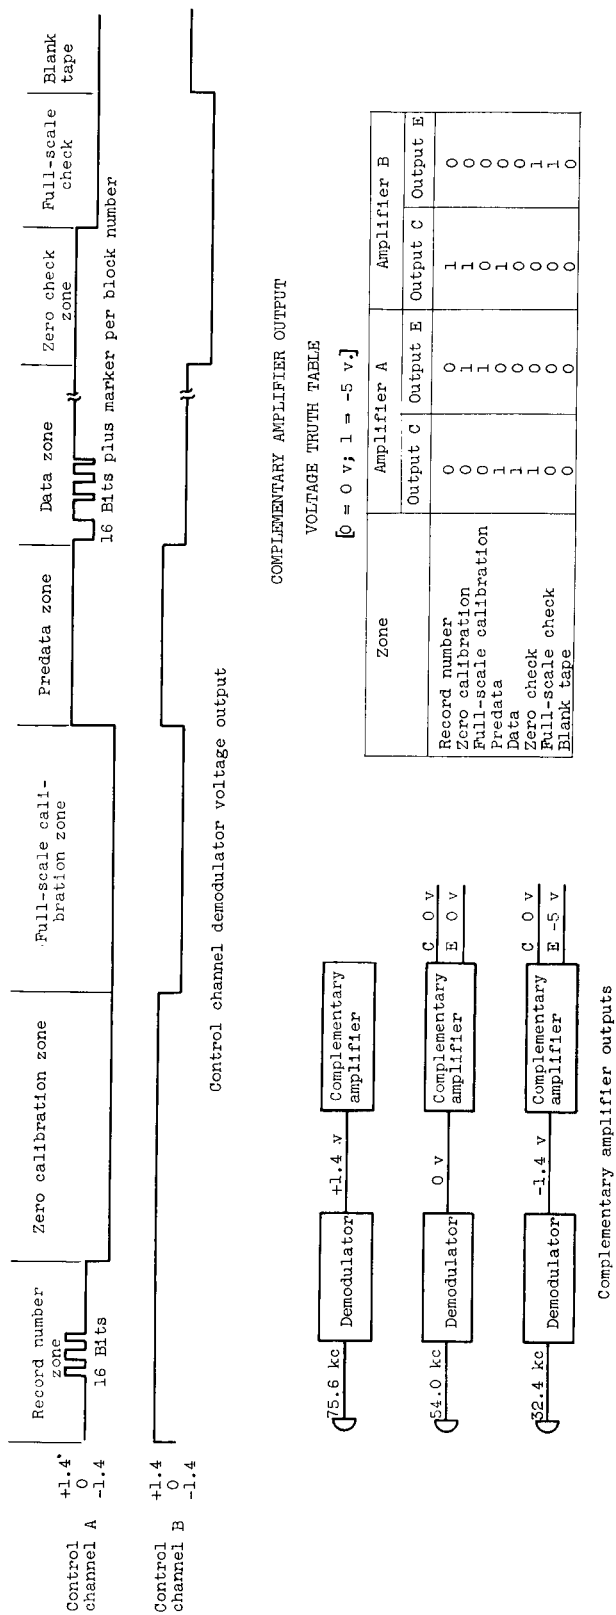 Record number
zone
Zero calibration zone
Full-scale cali-
bration zone
Predata zone
Data zone
Zero check
zone
Full-scale
check
Blank
tape
Control
channel A
+1.4
0
-1.4
16 Bits
16 Bits plus marker per block number
Control
channel B
+1.4
0
-1.4
Control channel demodulator voltage output
75.6 kc
Demodulator
+1.4 v
Complementary
amplifier
54.0 kc
Demodulator
0 v
Complementary
amplifier
C 0 v
E 0 v
32.4 kc
Demodulator
-1.4 v
Complementary
amplifier
C 0 v
E -5 v
Complementary amplifier outputs
COMPLEMENTARY AMPLIFIER OUTPUT
VOLTAGE TRUTH TABLE
[0 = 0 v; 1 = -5 v.]
Zone Amplifier A Amplifier B
Output C Output E Output C Output E
Record number 0 0 1 0
Zero calibration 0 1 1 0
Full-scale calibration 0 1 0 0
Predata 1 0 1 0
Data 1 0 0 0
Zero check 1 0 0 1
Full-scale check 0 0 0 1
Blank tape 0 0 0 0